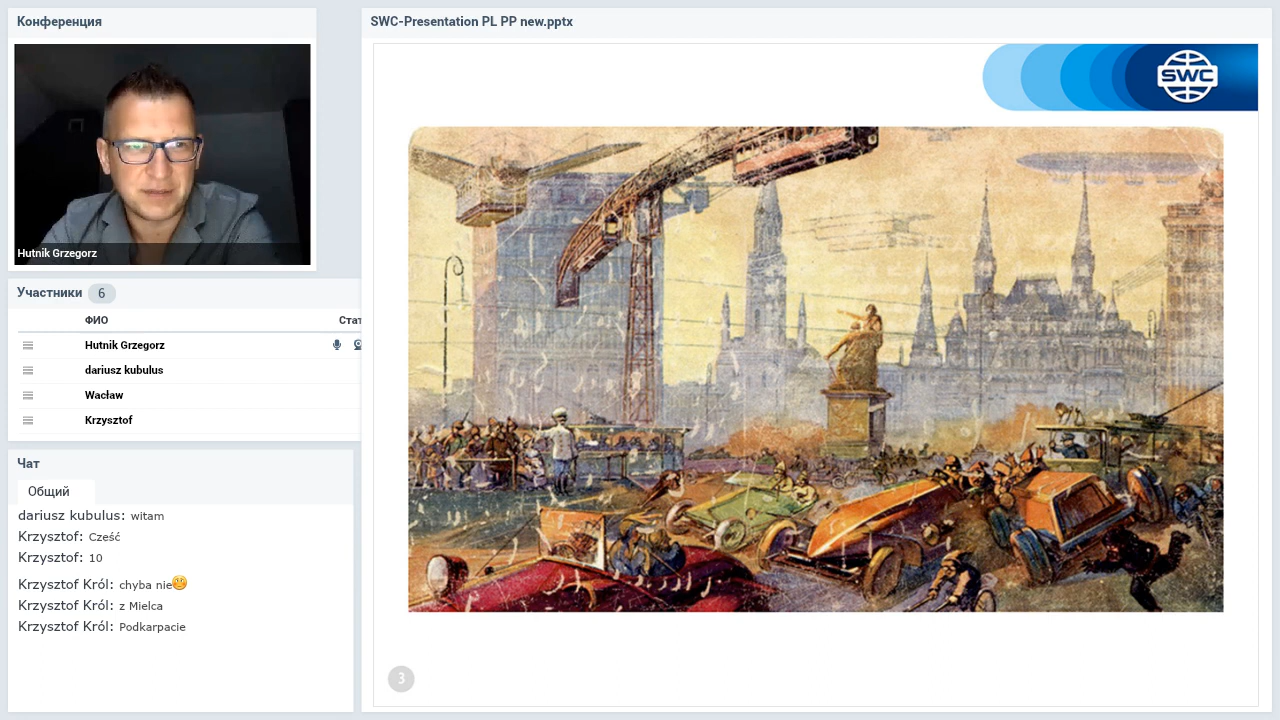 Конференция
Hutnik Grzegorz
Участники 6
ФИО Стат
Hutnik Grzegorz
dariusz kubulus
Wacław
Krzysztof
Чат
Общий
dariusz kubulus: witam
Krzysztof: Cześć
Krzysztof: 10
Krzysztof Król: chyba nie
Krzysztof Król: z Mielca
Krzysztof Król: Podkarpacie
SWC-Presentation PL PP new.pptx
SWC
3